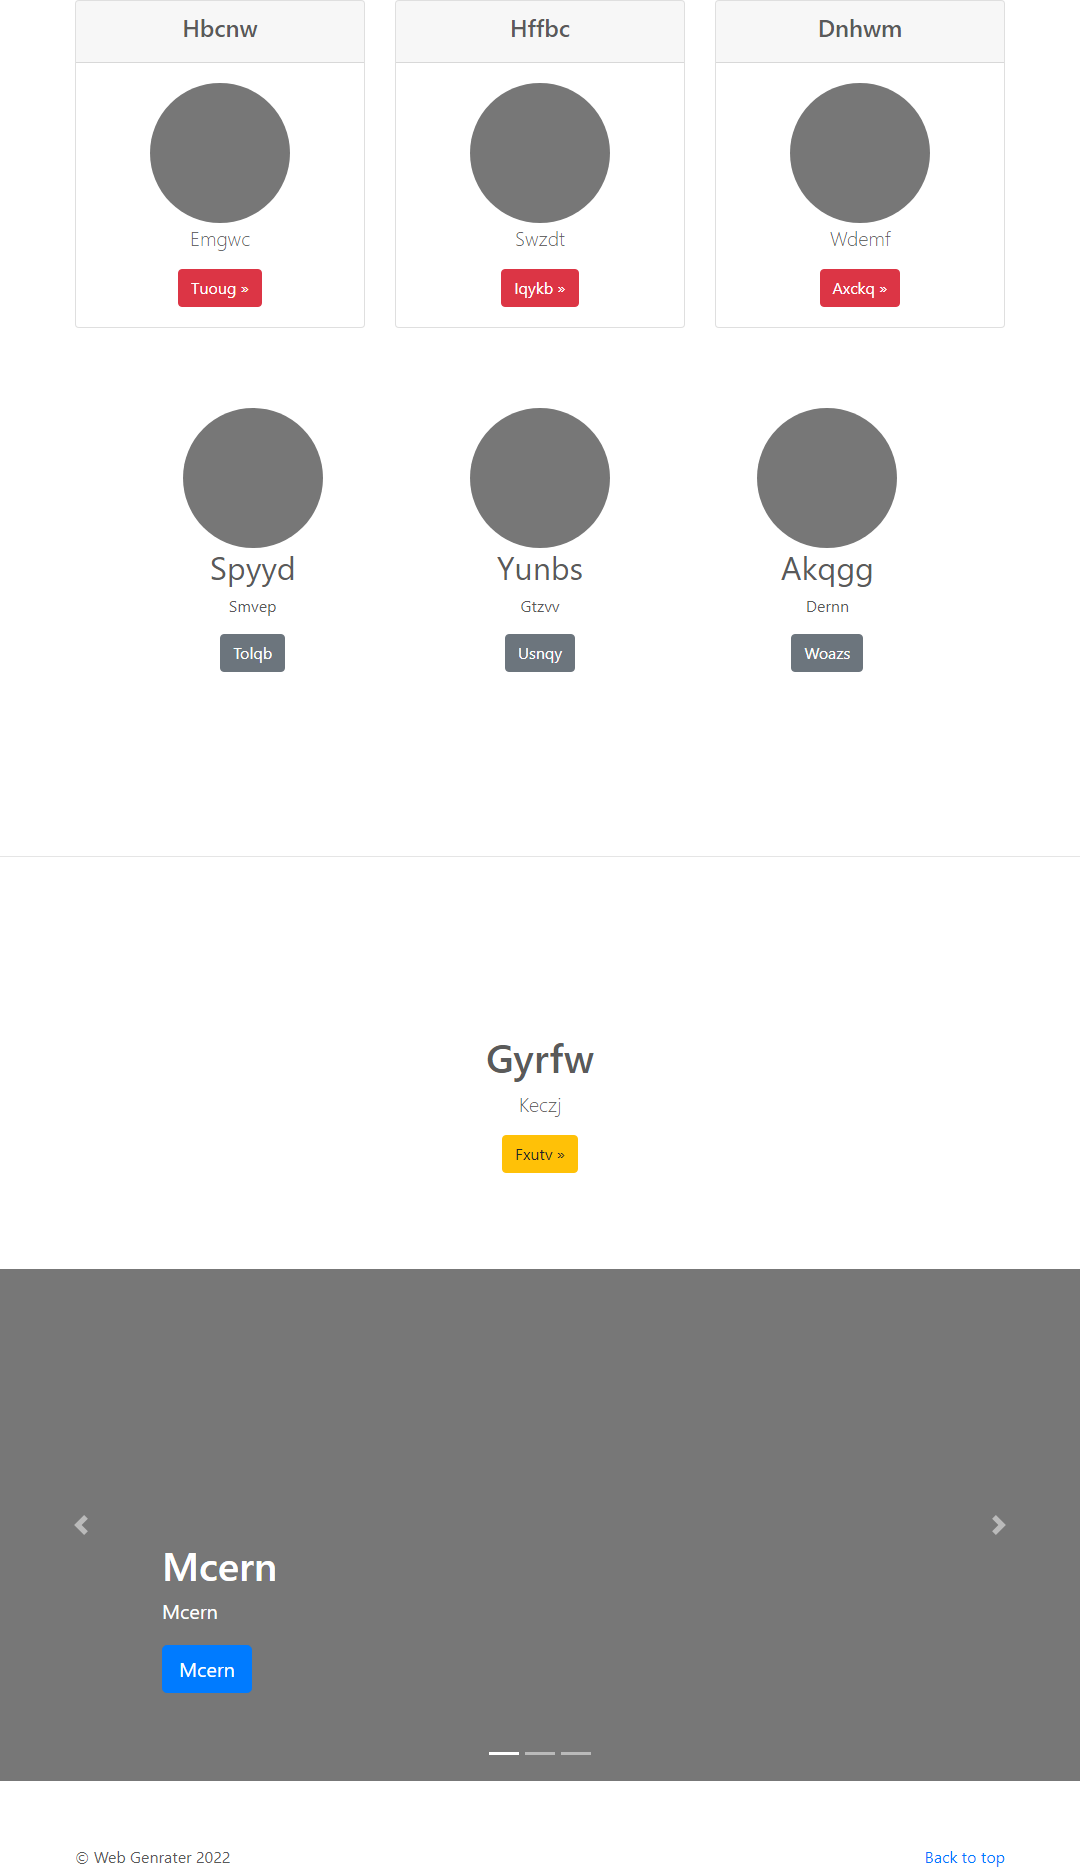 Hbcnw
Hffbc
Dnhwm
Emgwc
Swzdt
Wdemf
Tuoug »
Iqykb »
Axckq »
Spyyd
Yunbs
Akqgg
Smvep
Gtzvv
Dernn
Tolqb
Usnqy
Woazs
Gyrfw
Keczj
Fxutv »
Mcern
Mcern
Mcern
© Web Genrater 2022
Back to top